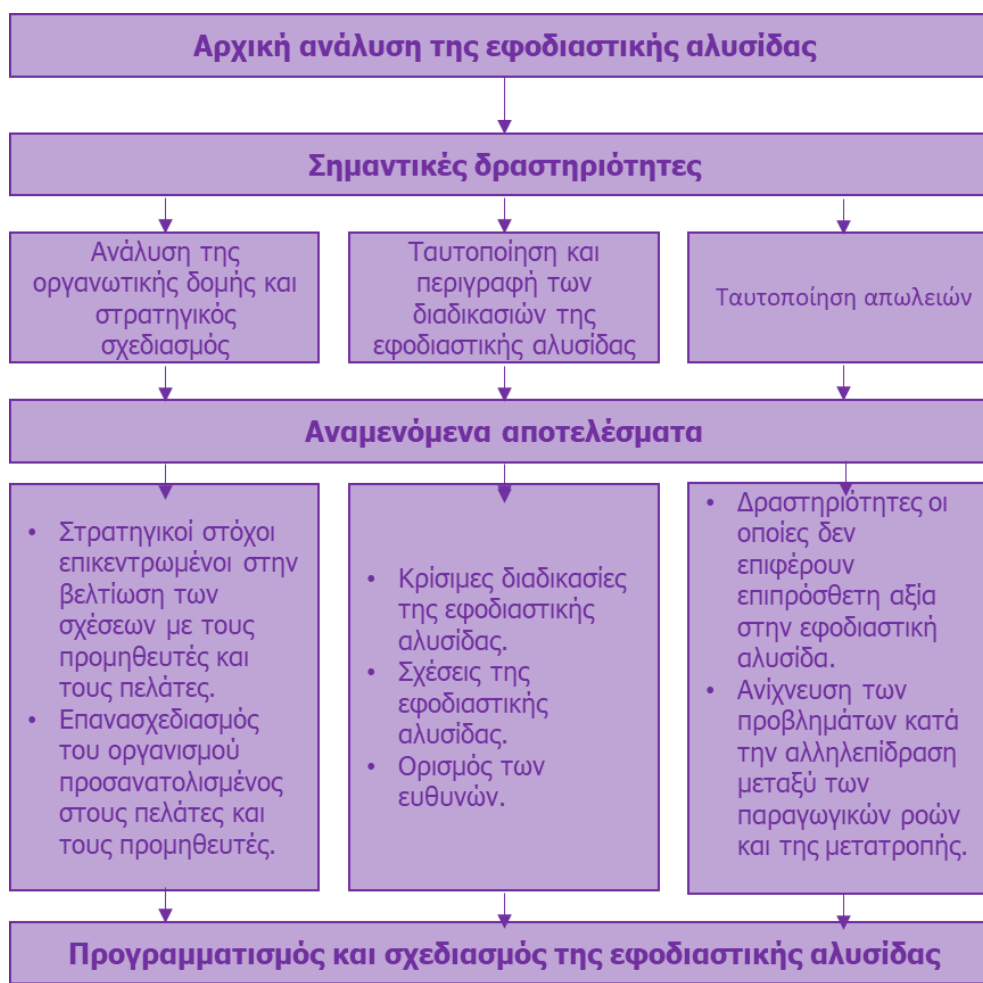 Αρχική ανάλυση της εφοδιαστικής αλυσίδας
Σημαντικές δραστηριότητες
Ανάλυση της
οργανωτικής δομής και
στρατηγικός
σχεδιασμός
Ταυτοποίηση και
περιγραφή των
διαδικασιών της
εφοδιαστικής αλυσίδας
Ταυτοποίηση απωλειών
Αναμενόμενα αποτελέσματα
• Στρατηγικοί στόχοι
επικεντρωμένοι στην
βελτίωση των
σχέσεων με τους
προμηθευτές και
τους πελάτες.
• Επανασχεδιασμός
του οργανισμού
προσανατολισμένος
στους πελάτες και
τους προμηθευτές.
• Κρίσιμες διαδικασίες
της εφοδιαστικής
αλυσίδας.
• Σχέσεις της
εφοδιαστικής
αλυσίδας.
• Ορισμός των
ευθυνών.
• Δραστηριότητες οι
οποίες δεν
επιφέρουν
επιπρόσθετη αξία
στην εφοδιαστική
αλυσίδα.
• Ανίχνευση των
προβλημάτων κατά
την αλληλεπίδραση
μεταξύ των
παραγωγικών ροών
και της μετατροπής.
Προγραμματισμός και σχεδιασμός της εφοδιαστικής αλυσίδας